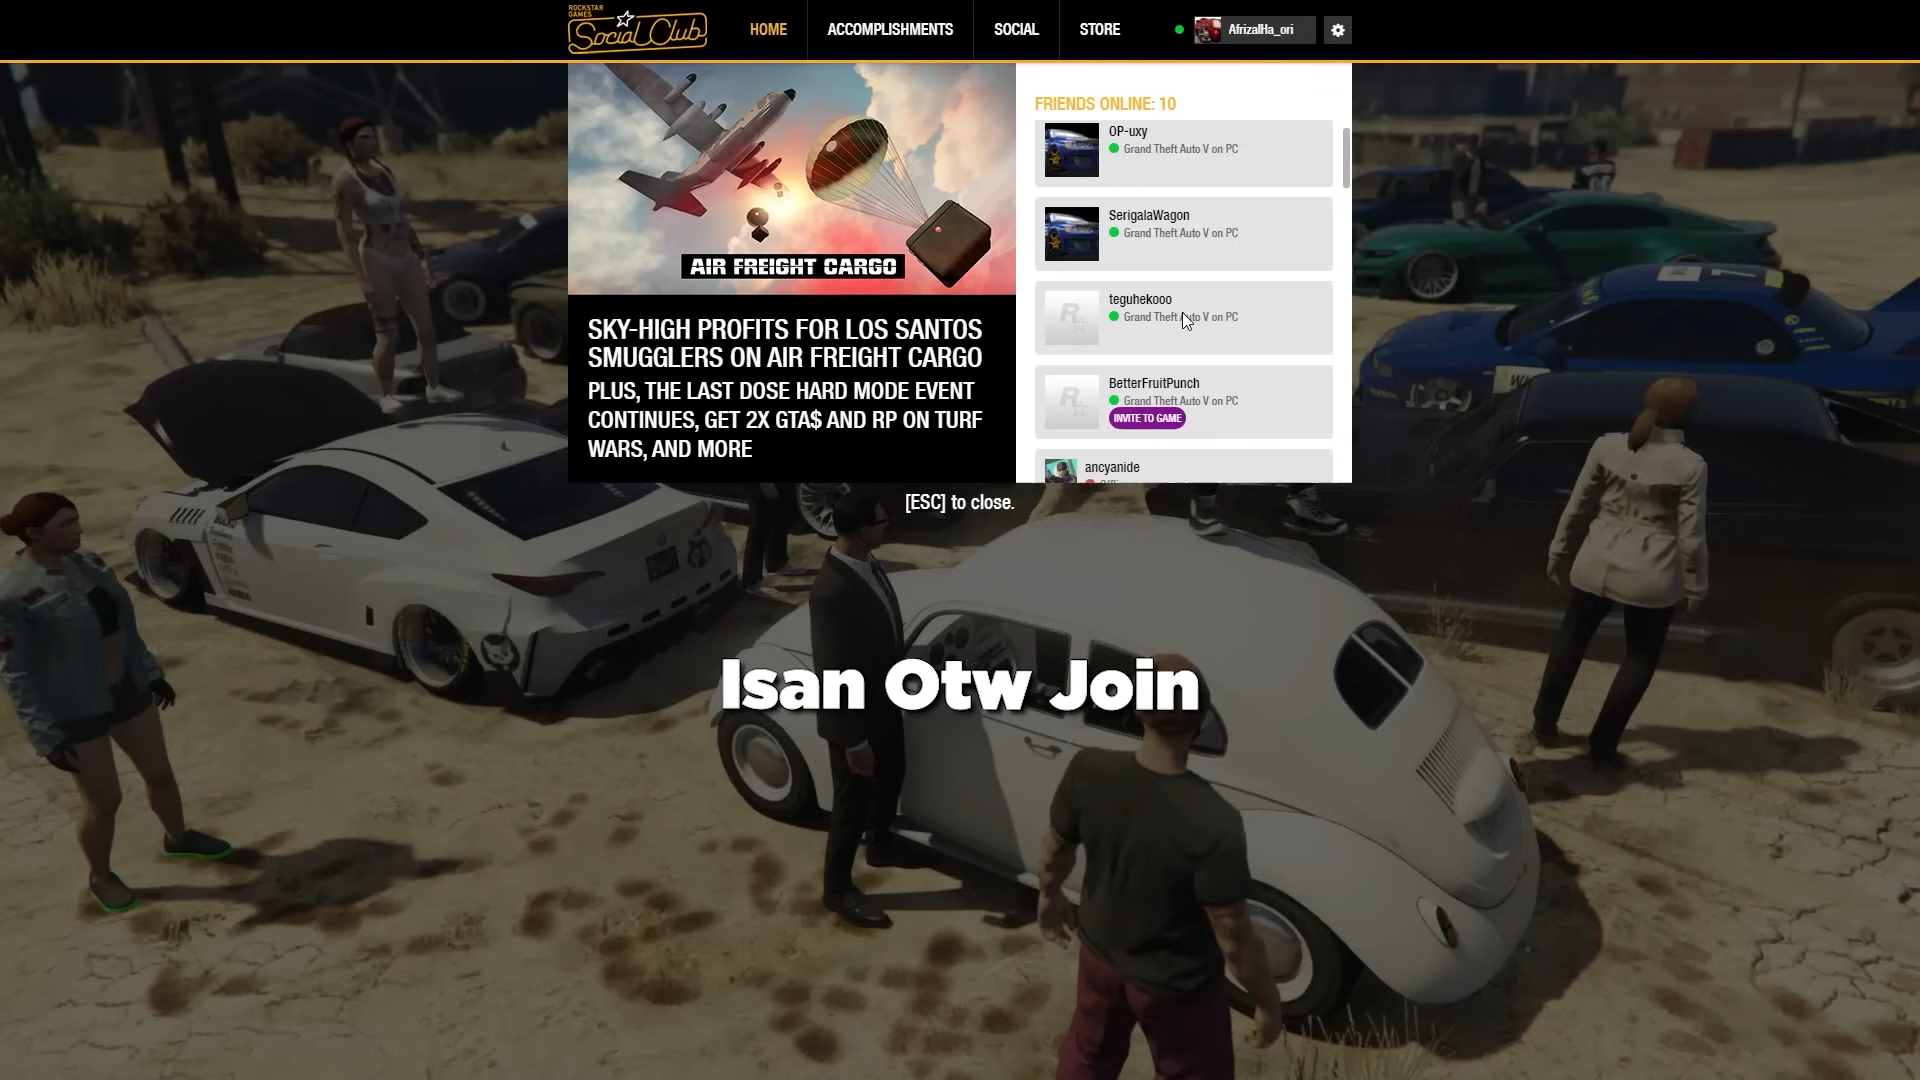 ROCKSTAR
GAMES
Social Club
HOME
ACCOMPLISHMENTS
SOCIAL
STORE
AfrizalHa_ori
AIR FREIGHT CARGO
SKY-HIGH PROFITS FOR LOS SANTOS
SMUGGLERS ON AIR FREIGHT CARGO
PLUS, THE LAST DOSE HARD MODE EVENT
CONTINUES, GET 2X GTA$ AND RP ON TURF
WARS, AND MORE
FRIENDS ONLINE: 10
OP-uxy
Grand Theft Auto V on PC
SerigalaWagon
Grand Theft Auto V on PC
teguhekooo
Grand Theft Auto V on PC
BetterFruitPunch
Grand Theft Auto V on PC
INVITE TO GAME
ancyanide
[ESC] to close.
Isan Otw Join